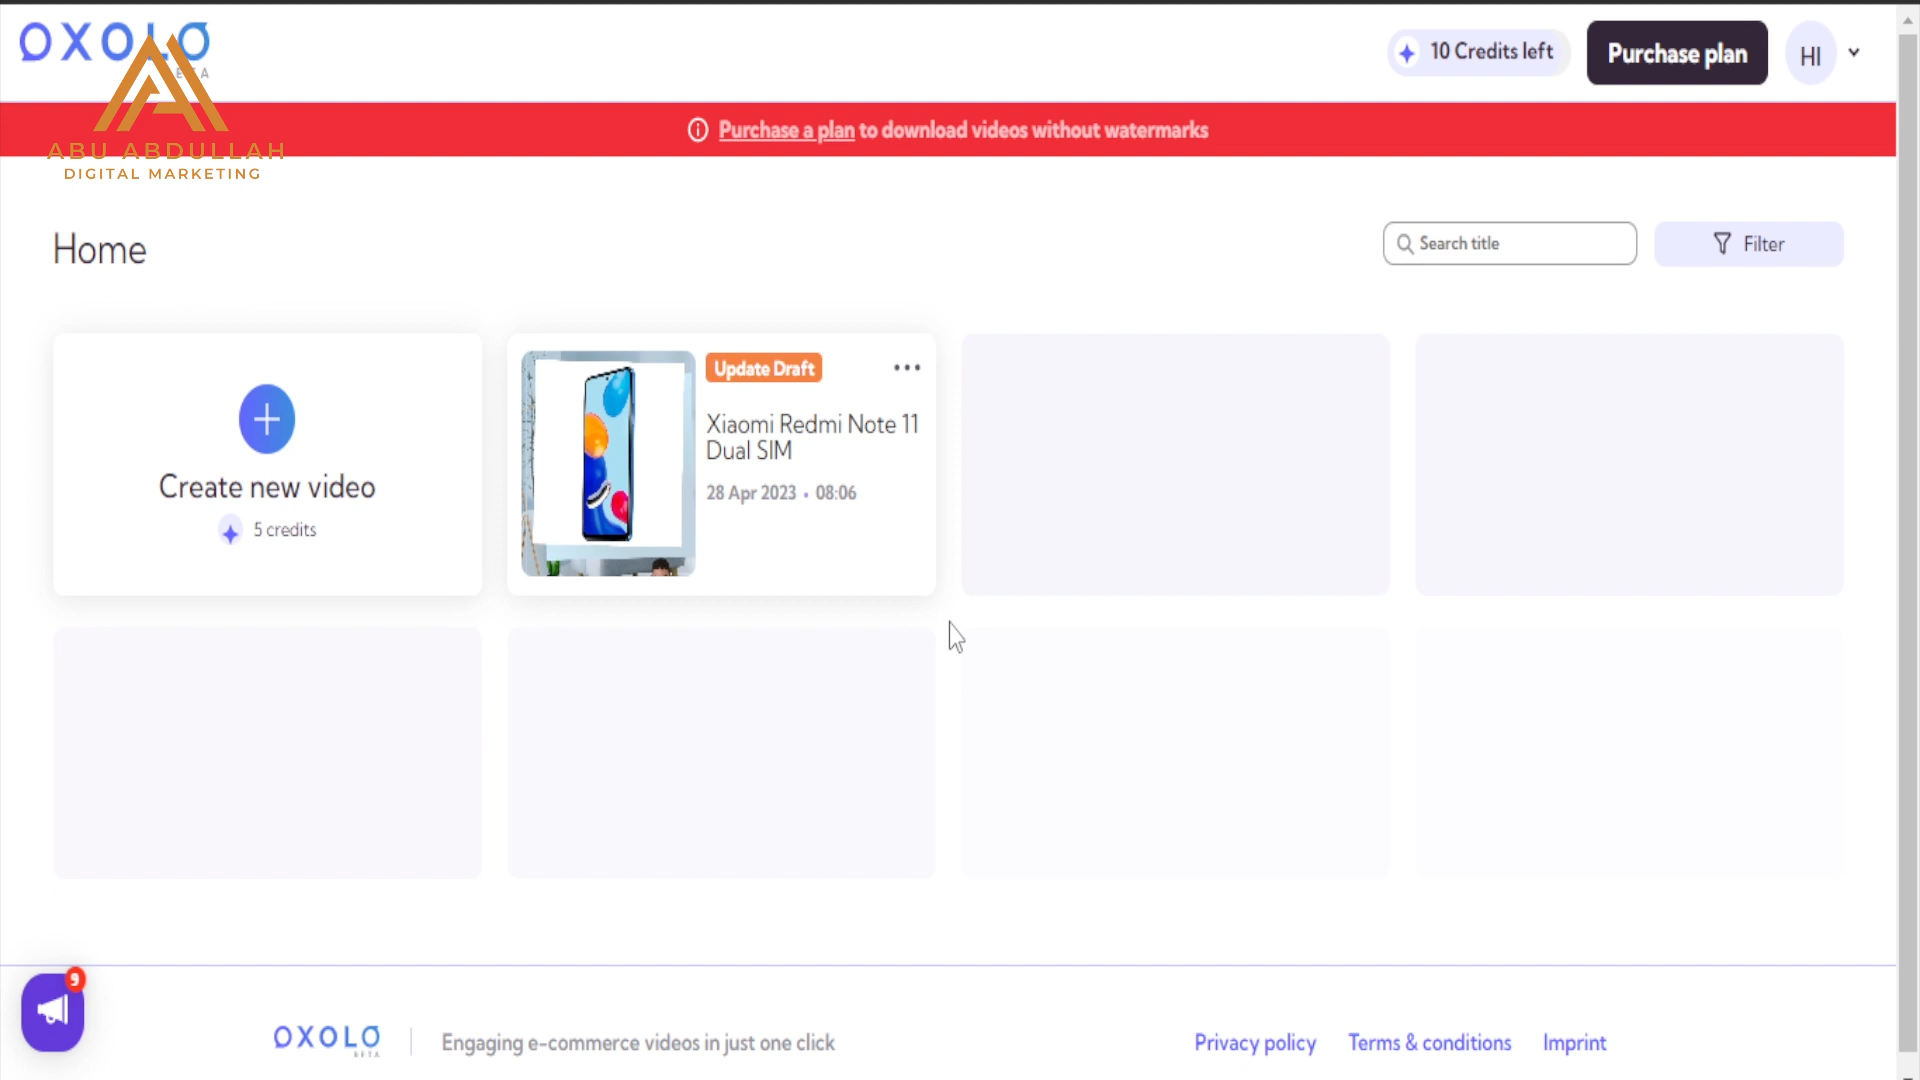 OXOLO
BETA
10 Credits left
Purchase plan
HI
Purchase a plan to download videos without watermarks
ABU ABDULLAH
DIGITAL MARKETING
Home
Search title
Filter
Create new video
5 credits
Update Draft
Xiaomi Redmi Note 11
Dual SIM
28 Apr 2023 • 08:06
9
OXOLO
BETA
Engaging e-commerce videos in just one click
Privacy policy
Terms & conditions
Imprint